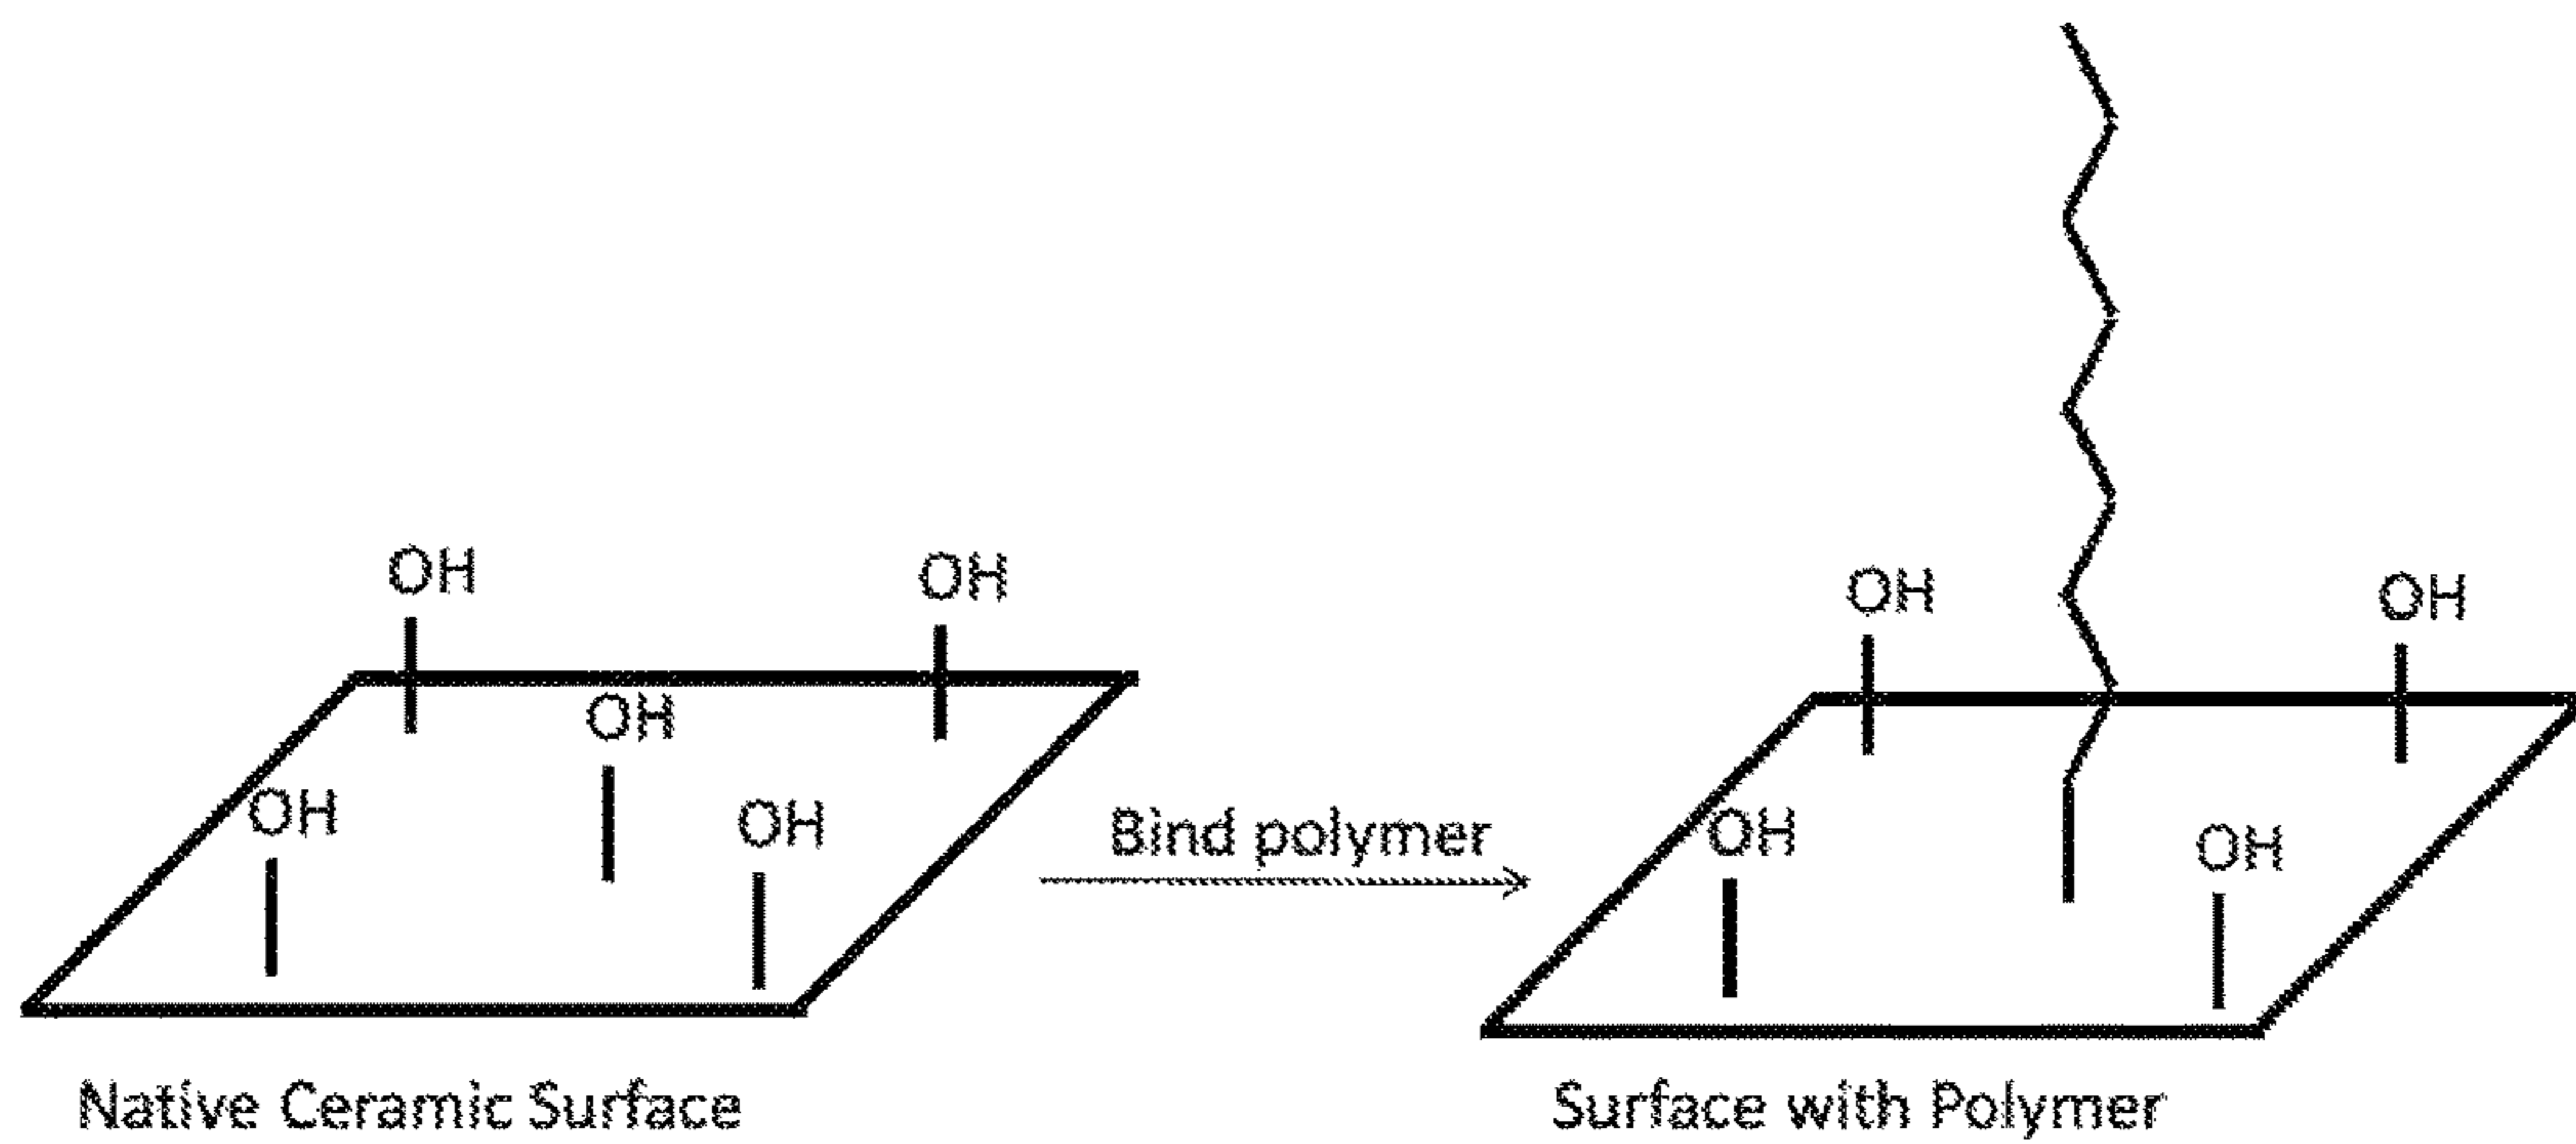 OH
OH
OH
OH
OH
Bind polymer
OH
OH
OH
OH
Native Ceramic Surface
Surface with Polymer